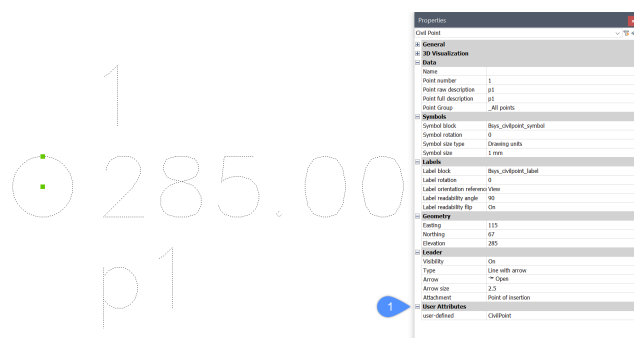 1
285.00
p1
Properties
Civil Point
General
3D Visualization
Data
Name
Point number 1
Point raw description p1
Point full description p1
Point Group _All points
Symbols
Symbol block Bsys_civilpoint_symbol
Symbol rotation 0
Symbol size type Drawing units
Symbol size 1 mm
Labels
Label block Bsys_civilpoint_label
Label rotation 0
Label orientation referenc View
Label readability angle 90
Label readability flip On
Geometry
Easting 115
Northing 67
Elevation 285
Leader
Visibility On
Type Line with arrow
Arrow Open
Arrow size 2.5
Attachment Point of insertion
1
User Attributes
user-defined CivilPoint